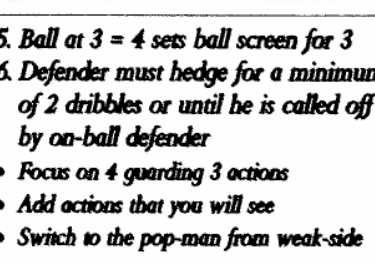 5. Ball at 3 = 4 sets ball screen for 3
6. Defender must hedge for a minimum
of 2 dribbles or until he is called off
by on-ball defender
• Focus on 4 guarding 3 actions
• Add actions that you will see
• Switch to the pop-man from weak-side